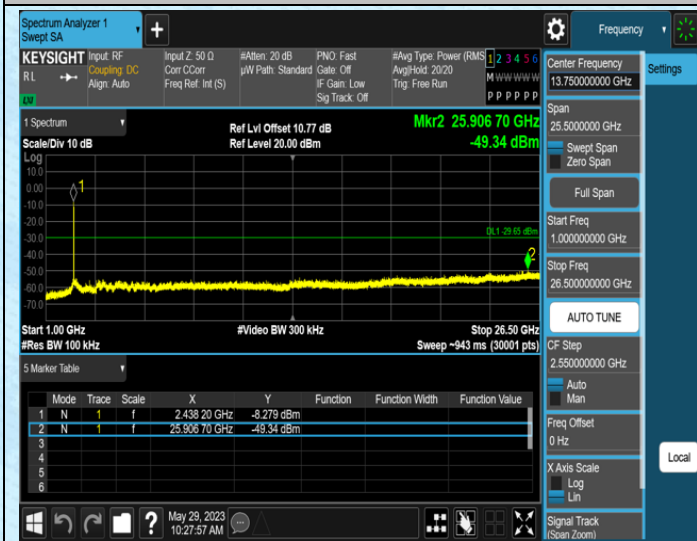 Spectrum Analyzer 1
Swept SA
+
Frequency
KEYSIGHT
R L
LXI
Input: RF
Coupling: DC
Align: Auto
Input Z: 50 Ω
Corr CCorr
Freq Ref: Int (S)
#Atten: 20 dB
µW Path: Standard
PNO: Fast
Gate: Off
IF Gain: Low
Sig Track: Off
#Avg Type: Power (RMS
Avg|Hold: 20/20
Trig: Free Run
1 2 3 4 5 6
M W W W W W
P P P P P P
1 Spectrum
Scale/Div 10 dB
Ref Lvl Offset 10.77 dB
Ref Level 20.00 dBm
Mkr2 25.906 70 GHz
-49.34 dBm
Log
10.0
0.00
-10.0
-20.0
-30.0
-40.0
-50.0
-60.0
-70.0
1
DL1 -29.65 dBm
2
Start 1.00 GHz
#Res BW 100 kHz
#Video BW 300 kHz
Stop 26.50 GHz
Sweep ~943 ms (30001 pts)
5 Marker Table
Mode Trace Scale X Y Function Function Width Function Value
1 N 1 f 2.438 20 GHz -8.279 dBm
2 N 1 f 25.906 70 GHz -49.34 dBm
3
4
5
6
May 29, 2023
10:27:57 AM
?
Center Frequency
13.750000000 GHz
Span
25.5000000 GHz
Swept Span
Zero Span
Full Span
Start Freq
1.000000000 GHz
Stop Freq
26.500000000 GHz
AUTO TUNE
CF Step
2.550000000 GHz
Auto
Man
Freq Offset
0 Hz
X Axis Scale
Log
Lin
Signal Track
(Span Zoom)
Settings
Local